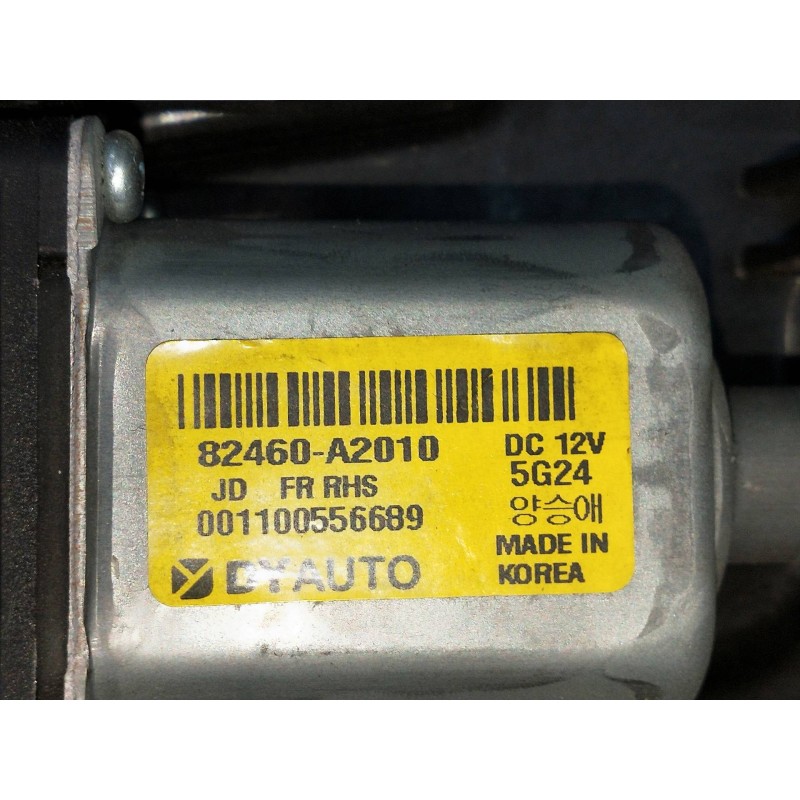 82460-A2010
DC 12V
JD FR RHS
5G24
001100556689
양승애
DYAUTO
MADE IN
KOREA